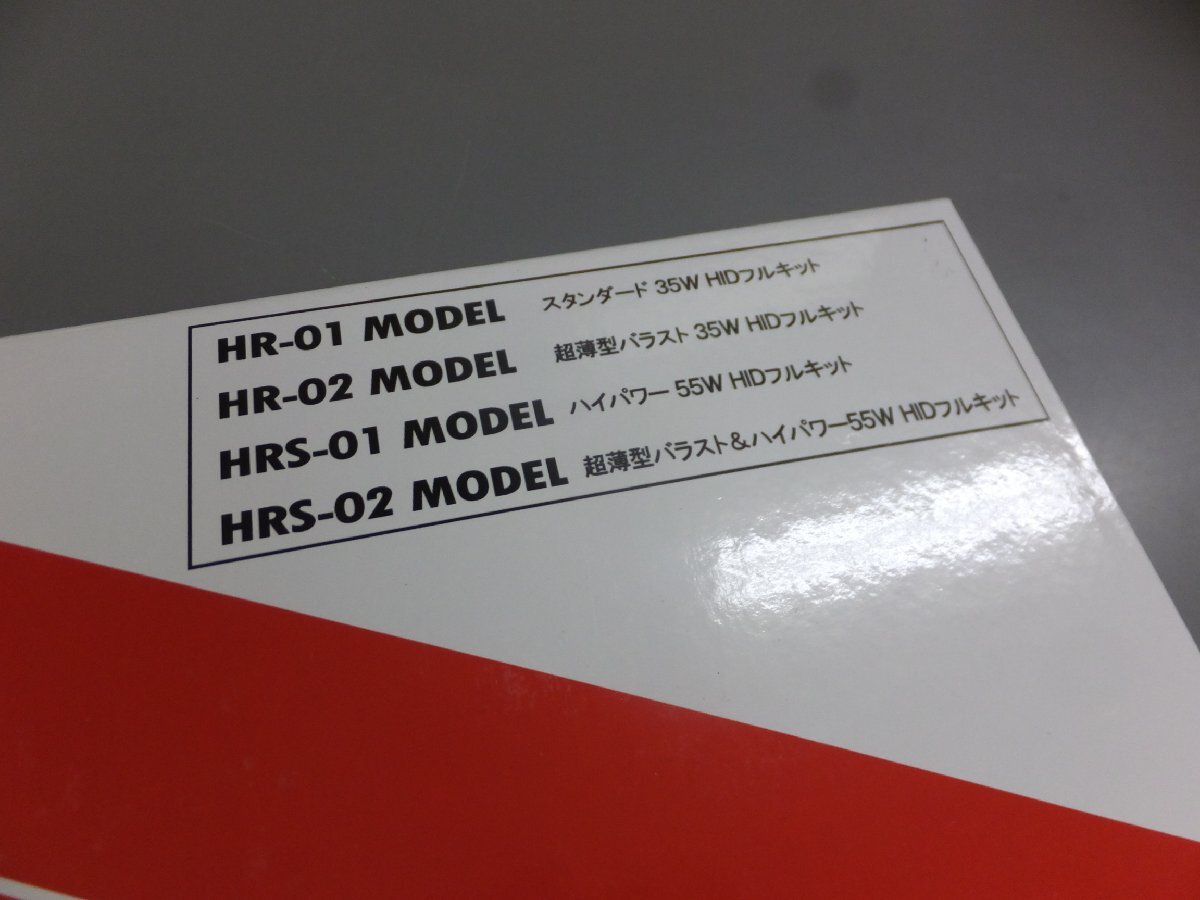 HR-01 MODEL スタンダード 35W HIDフルキット
HR-02 MODEL 超薄型バラスト 35W HIDフルキット
HRS-01 MODEL ハイパワー 55W HIDフルキット
HRS-02 MODEL 超薄型バラスト&ハイパワー55W HIDフルキット